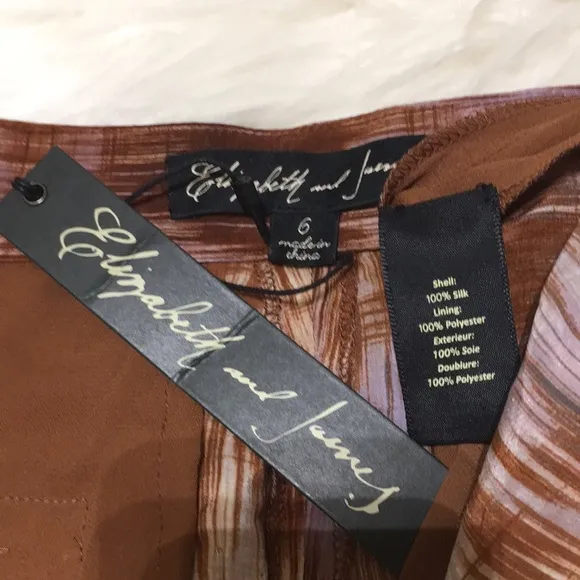 Elizabeth and James
6
made in
china
Elizabeth and James
Shell:
100% Silk
Lining:
100% Polyester
Exterieur:
100% Soie
Doublure:
100% Polyester